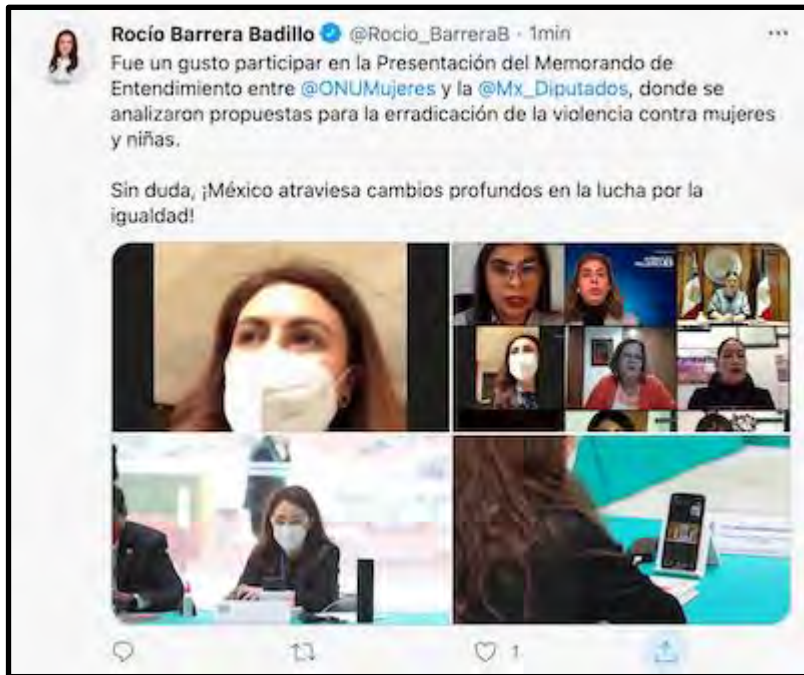 Rocío Barrera Badillo @Rocio_BarreraB · 1min
Fue un gusto participar en la Presentación del Memorando de
Entendimiento entre @ONUMujeres y la @Mx_Diputados, donde se
analizaron propuestas para la erradicación de la violencia contra mujeres
y niñas.
Sin duda, ¡México atraviesa cambios profundos en la lucha por la
igualdad!
1